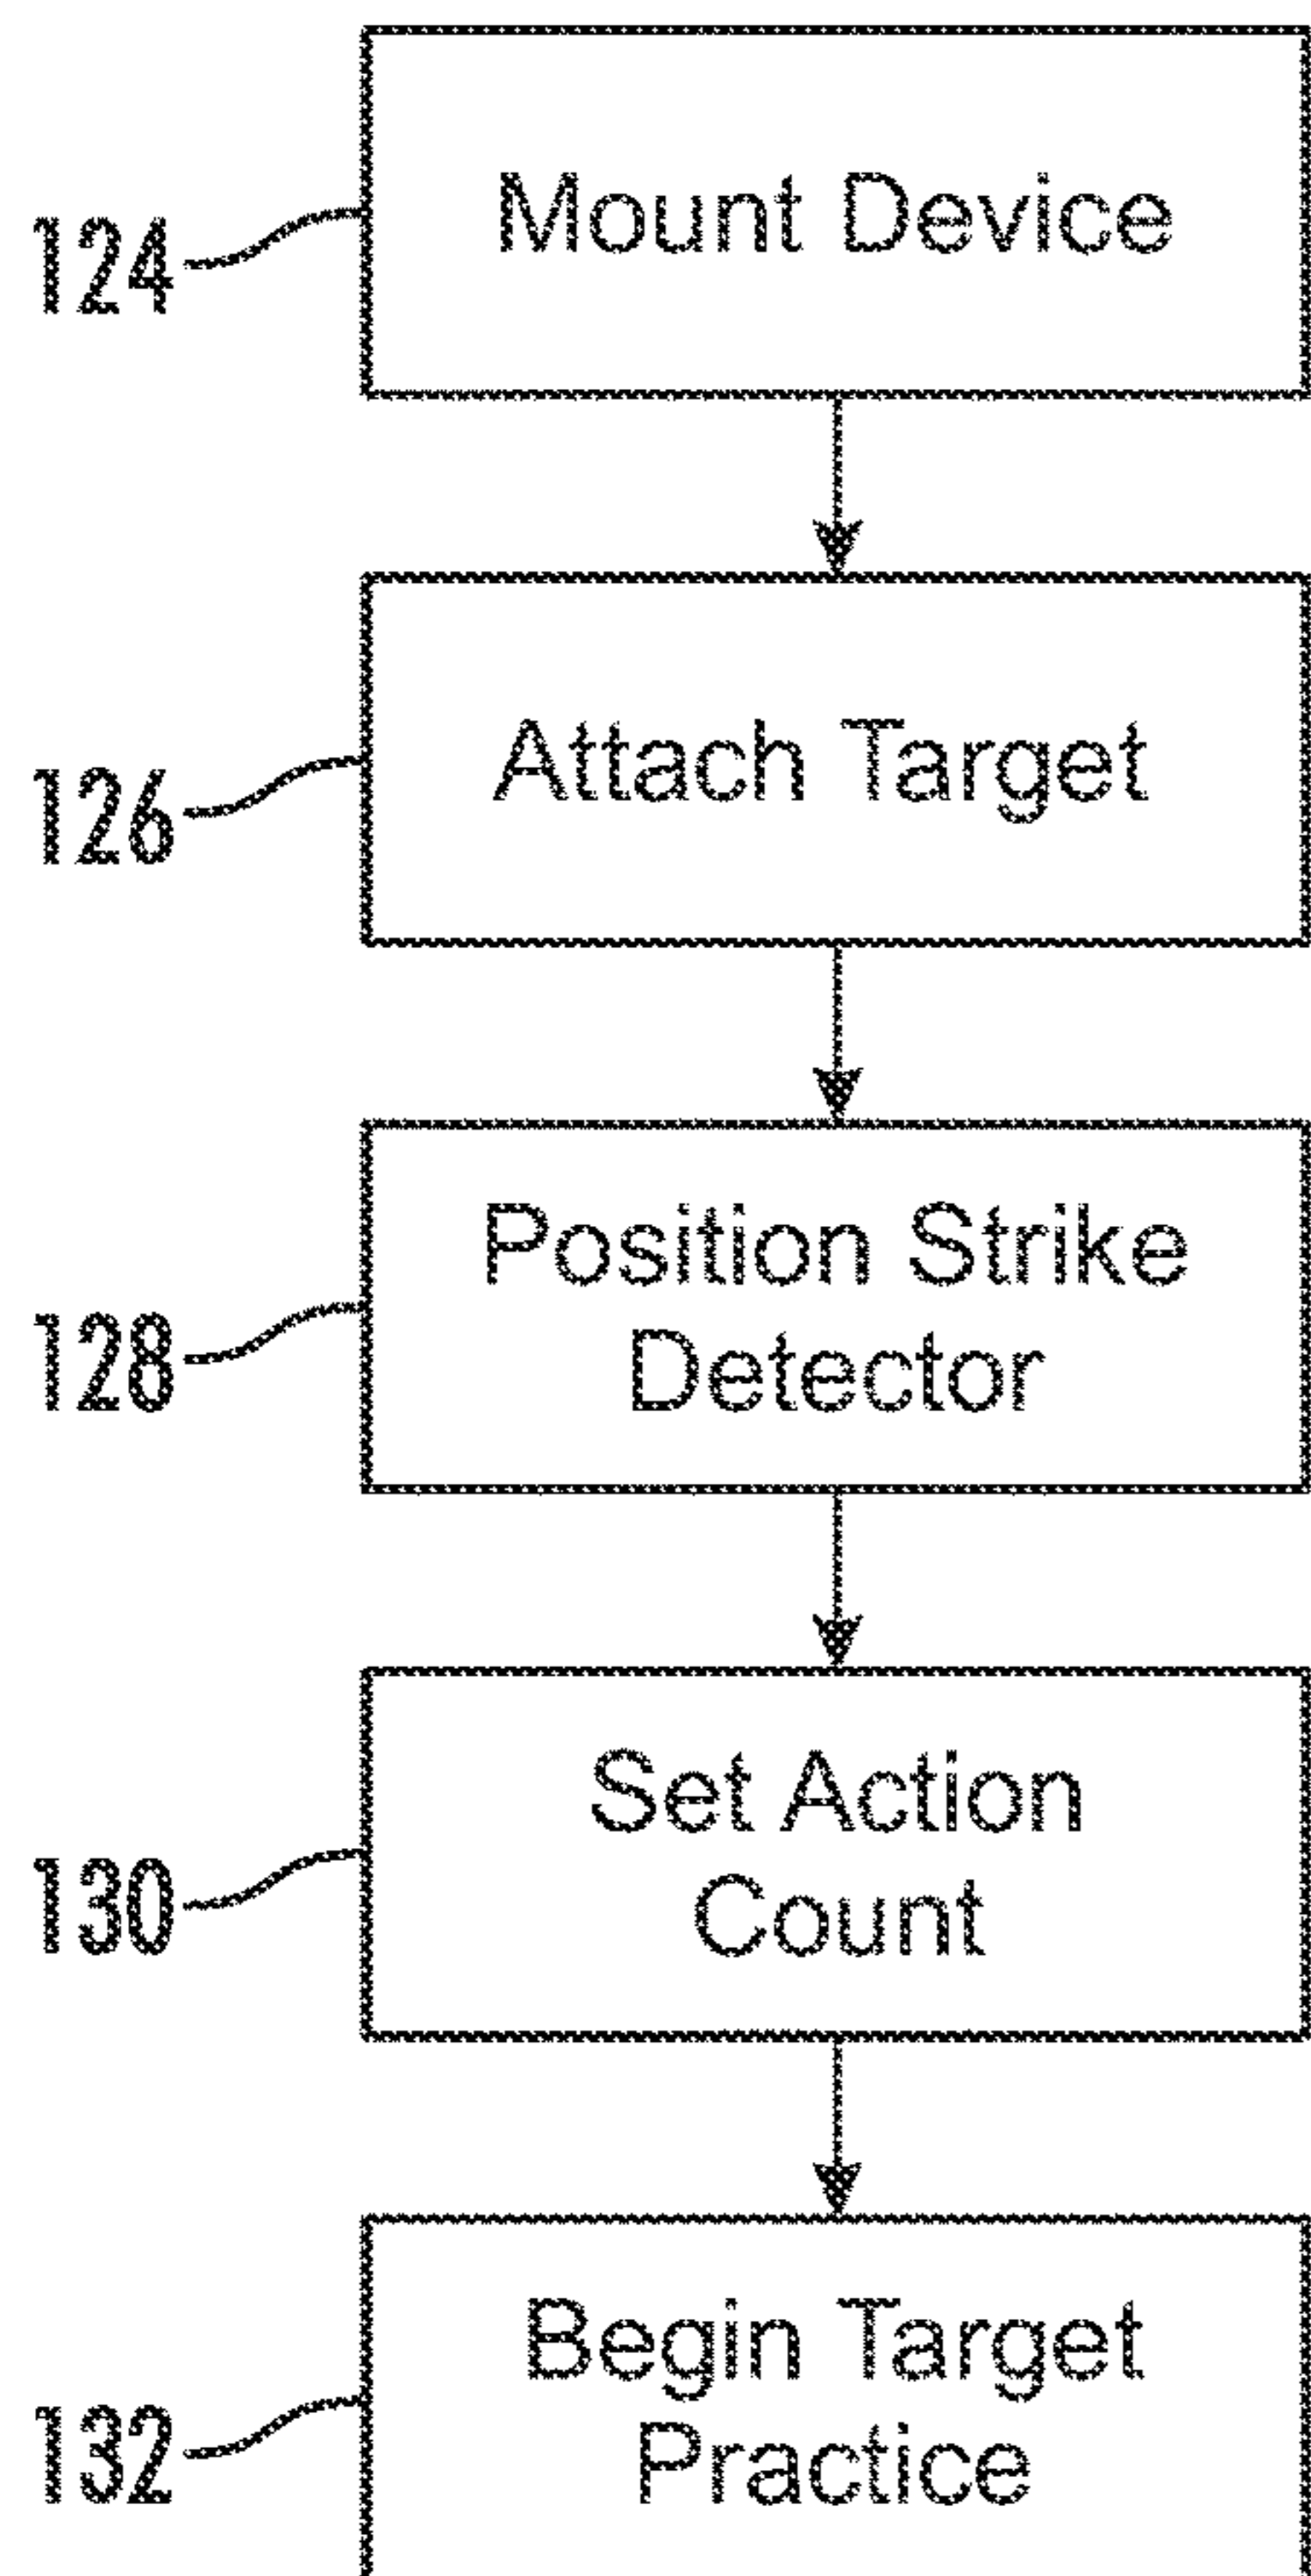 124
Mount Device
126
Attach Target
128
Position Strike
Detector
130
Set Action
Count
132
Begin Target
Practice